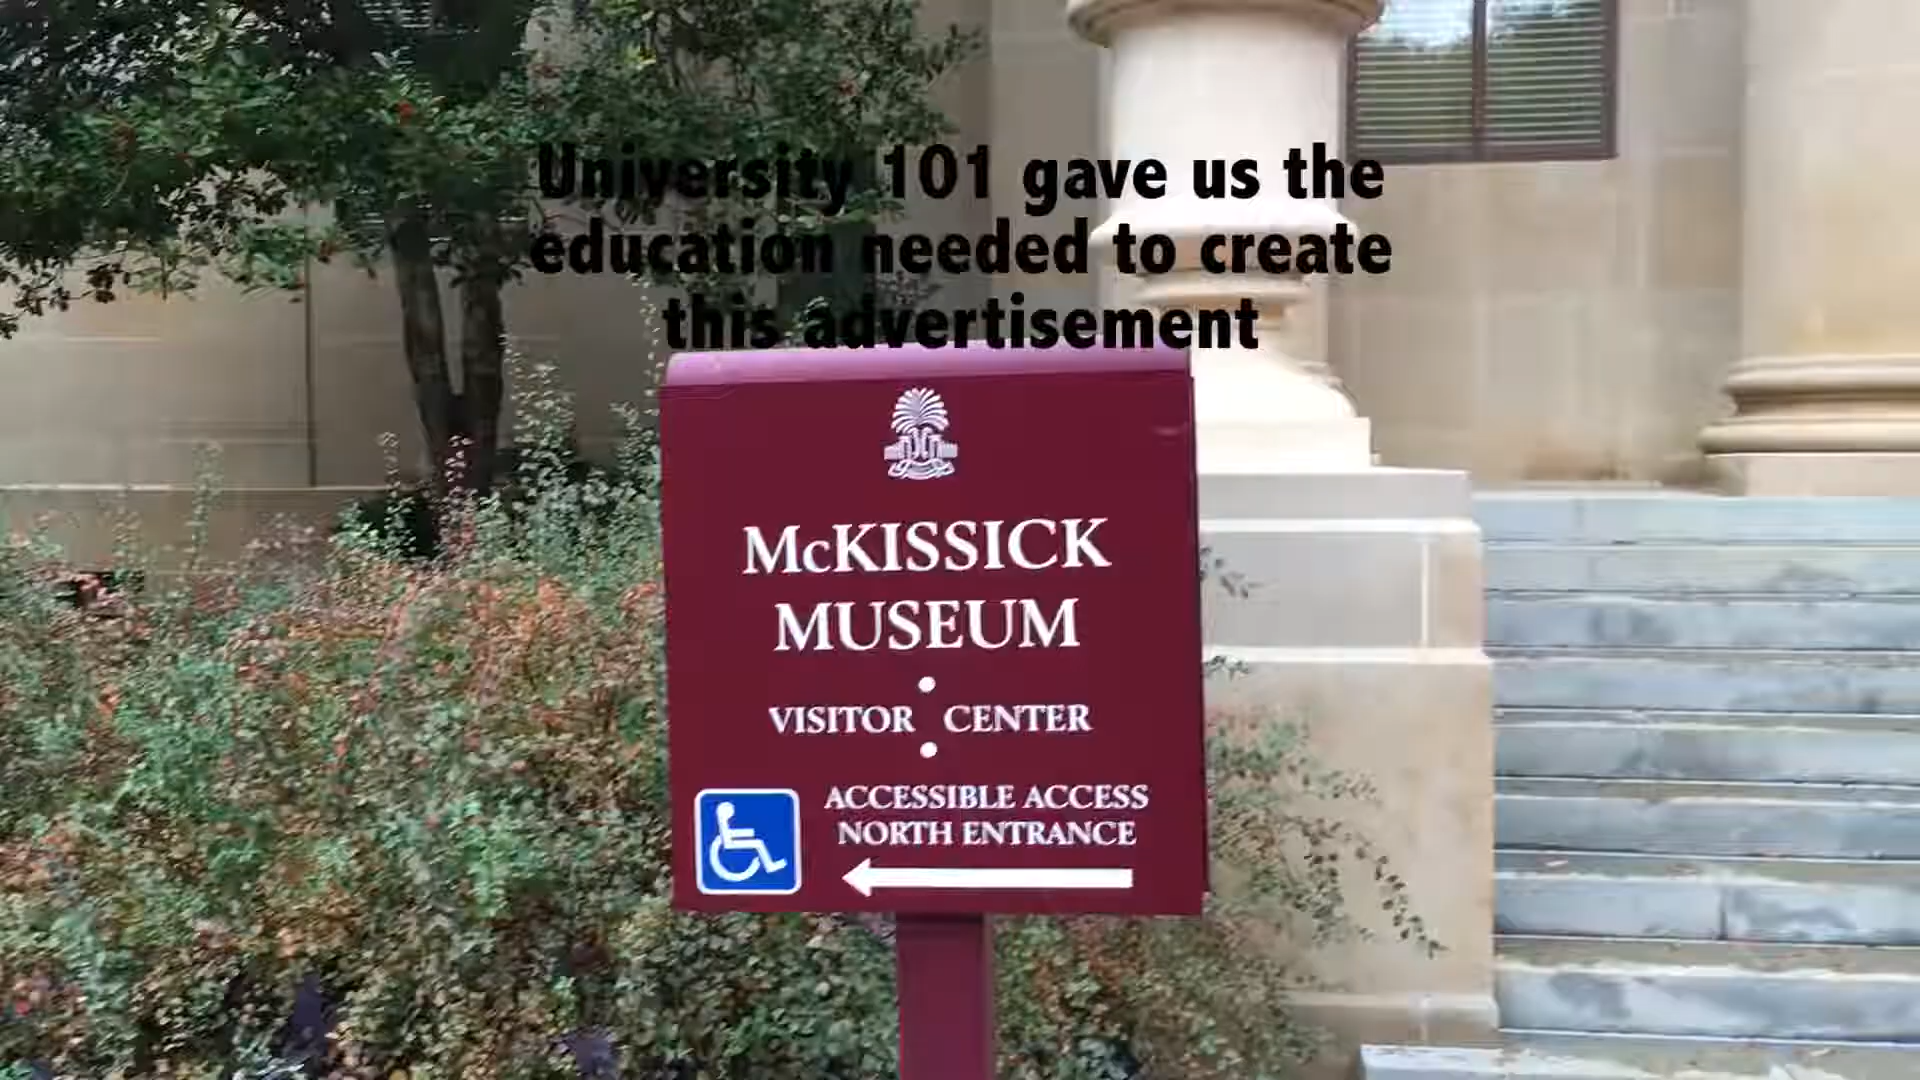 University 101 gave us the
education needed to create
this advertisement
McKISSICK
MUSEUM
VISITOR CENTER
ACCESSIBLE ACCESS
NORTH ENTRANCE